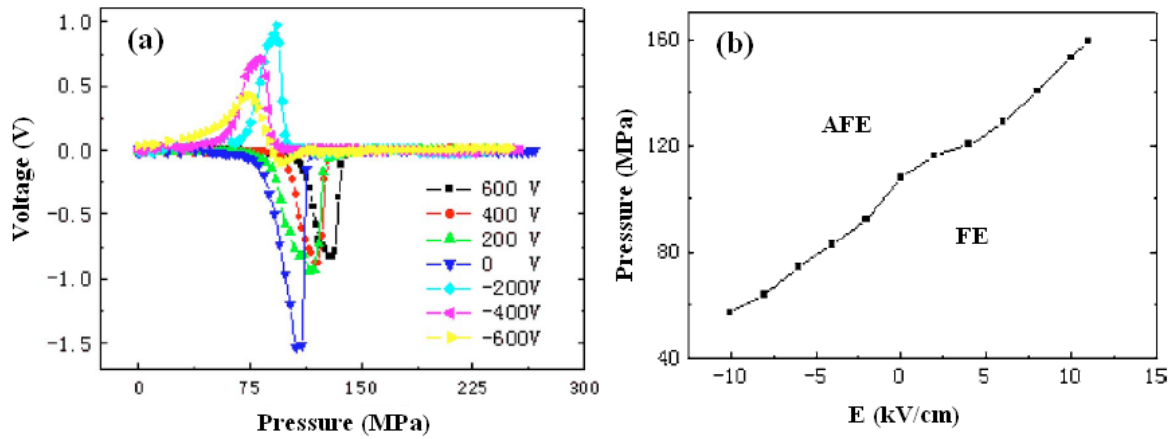 (a)
Voltage (V)
1.0
0.5
0.0
-0.5
-1.0
-1.5
600 V
400 V
200 V
0 V
-200V
-400V
-600V
0 75 150 225 300
Pressure (MPa)
(b)
Pressure (MPa)
160
120
80
40
AFE
FE
-10 -5 0 5 10 15
E (kV/cm)